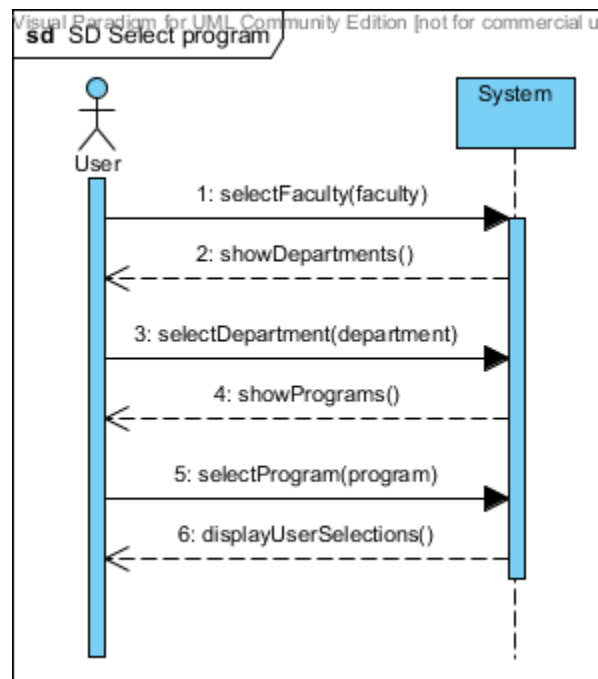 Visual Paradigm for UML Community Edition [not for commercial u
sd SD Select program
System
User
1: selectFaculty(faculty)
2: showDepartments()
3: selectDepartment(department)
4: showPrograms()
5: selectProgram(program)
6: displayUserSelections()